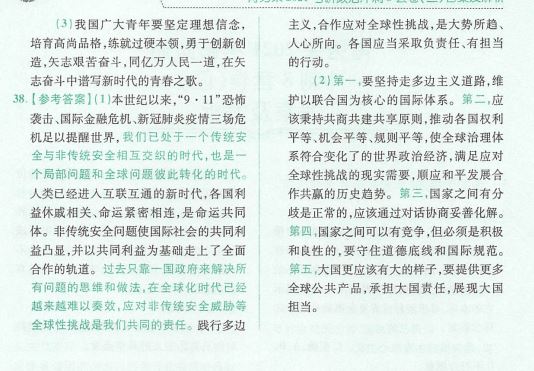 （3）我国广大青年要坚定理想信念，
培育高尚品格，练就过硬本领，勇于创新创
造，矢志艰苦奋斗，同亿万人民一道，在矢
志奋斗中谱写新时代的青春之歌。
38.【参考答案】（1）本世纪以来，“9·11”恐怖
袭击、国际金融危机、新冠肺炎疫情三场危
机足以提醒世界，我们已处于一个传统安
全与非传统安全相互交织的时代，也是一
个局部问题和全球问题彼此转化的时代。
人类已经进入互联互通的新时代，各国利
益休戚相关、命运紧密相连，是命运共同
体。非传统安全问题使国际社会的共同利
益凸显，并以共同利益为基础走上了全面
合作的轨道。过去只靠一国政府来解决所
有问题的思维和做法，在全球化时代已经
越来越难以奏效，应对非传统安全威胁等
全球性挑战是我们共同的责任。践行多边
主义，合作应对全球性挑战，是大势所趋、
人心所向。各国应当采取负责任、有担当
的行动。
（2）第一，要坚持走多边主义道路，维
护以联合国为核心的国际体系。第二，应
该秉持共商共建共享原则，推动各国权利
平等、机会平等、规则平等，使全球治理体
系符合变化了的世界政治经济，满足应对
全球性挑战的现实需要，顺应和平发展合
作共赢的历史趋势。第三，国家之间有分
歧是正常的，应该通过对话协商妥善化解。
第四，国家之间可以有竞争，但必须是积极
和良性的，要守住道德底线和国际规范。
第五，大国更应该有大的样子，要提供更多
全球公共产品，承担大国责任，展现大国
担当。